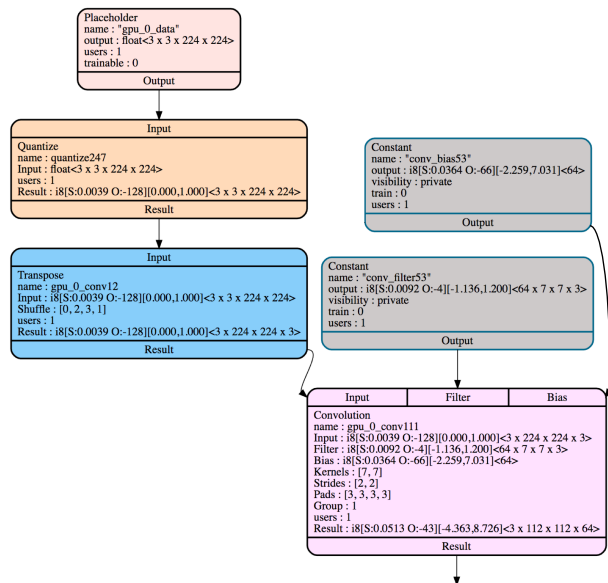 Placeholder
name : "gpu_0_data"
output : float<3 x 3 x 224 x 224>
users : 1
trainable : 0
Output
Input
Quantize
name : quantize247
Input : float<3 x 3 x 224 x 224>
users : 1
Result : i8[S:0.0039 O:-128][0.000,1.000]<3 x 3 x 224 x 224>
Result
Constant
name : "conv_bias53"
output : i8[S:0.0364 O:-66][-2.259,7.031]<64>
visibility : private
train : 0
users : 1
Output
Input
Transpose
name : gpu_0_conv12
Input : i8[S:0.0039 O:-128][0.000,1.000]<3 x 3 x 224 x 224>
Shuffle : [0, 2, 3, 1]
users : 1
Result : i8[S:0.0039 O:-128][0.000,1.000]<3 x 224 x 224 x 3>
Result
Constant
name : "conv_filter53"
output : i8[S:0.0092 O:-4][-1.136,1.200]<64 x 7 x 7 x 3>
visibility : private
train : 0
users : 1
Output
Input Filter Bias
Convolution
name : gpu_0_conv111
Input : i8[S:0.0039 O:-128][0.000,1.000]<3 x 224 x 224 x 3>
Filter : i8[S:0.0092 O:-4][-1.136,1.200]<64 x 7 x 7 x 3>
Bias : i8[S:0.0364 O:-66][-2.259,7.031]<64>
Kernels : [7, 7]
Strides : [2, 2]
Pads : [3, 3, 3, 3]
Group : 1
users : 1
Result : i8[S:0.0513 O:-43][-4.363,8.726]<3 x 112 x 112 x 64>
Result